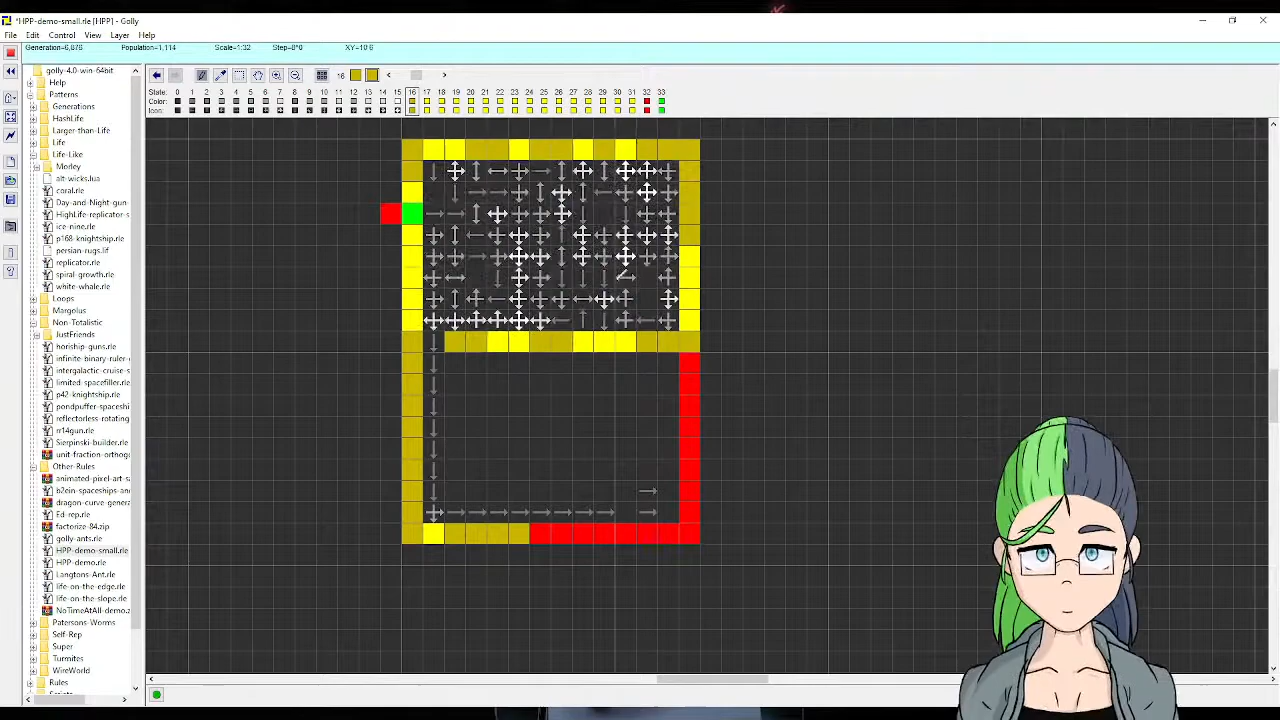 *HPP-demo-small.rle [HPP] - Golly
File Edit Control View Layer Help
Generation=6,876 Population=1,114 Scale=1:32 Step=8^0 XY=10 6
16
State: 0 1 2 3 4 5 6 7 8 9 10 11 12 13 14 15 16 17 18 19 20 21 22 23 24 25 26 27 28 29 30 31 32 33
Color:
Icon:
golly-4.0-win-64bit
Help
Patterns
Generations
HashLife
Larger-than-Life
Life
Life-Like
Morley
alt-wicks.lua
coral.rle
Day-and-Night-gun-
HighLife-replicator-s
ice-nine.rle
p168-knightship.rle
persian-rugs.lif
replicator.rle
spiral-growth.rle
white-whale.rle
Loops
Margolus
Non-Totalistic
JustFriends
horiship-guns.rle
infinite-binary-ruler-
intergalactic-cruise-s
limited-spacefiller.rle
p42-knightship.rle
pondpuffer-spaceshi
reflectorless-rotating
rr14gun.rle
Sierpinski-builder.rle
unit-fraction-orthog
Other-Rules
animated-pixel-art-s
b2ein-spaceships-an
dragon-curve-genera
Ed-rep.rle
factorize-84.zip
golly-ants.rle
HPP-demo-small.rle
HPP-demo.rle
Langtons-Ant.rle
life-on-the-edge.rle
life-on-the-slope.rle
NoTimeAtAll-demo.z
Patersons-Worms
Self-Rep
Super
Turmites
WireWorld
Rules
Scripts